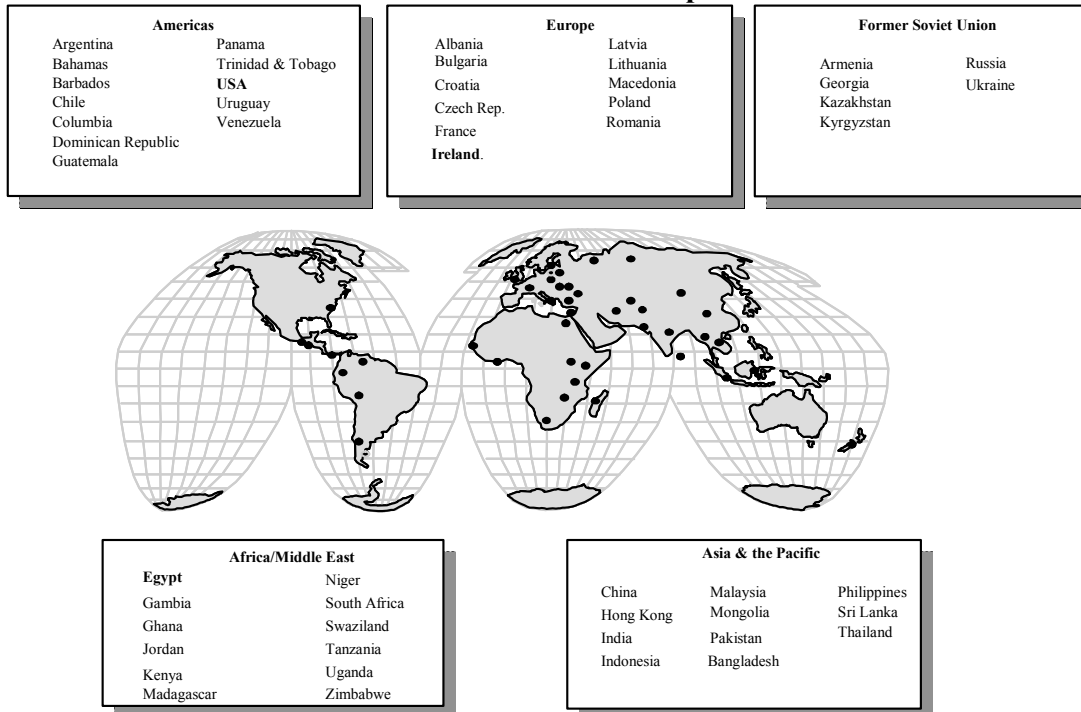 Americas
Argentina
Bahamas
Barbados
Chile
Columbia
Dominican Republic
Guatemala
Panama
Trinidad & Tobago
USA
Uruguay
Venezuela
Europe
Albania
Bulgaria
Croatia
Czech Rep.
France
Ireland.
Latvia
Lithuania
Macedonia
Poland
Romania
Former Soviet Union
Armenia
Georgia
Kazakhstan
Kyrgyzstan
Russia
Ukraine
Africa/Middle East
Egypt
Gambia
Ghana
Jordan
Kenya
Madagascar
Niger
South Africa
Swaziland
Tanzania
Uganda
Zimbabwe
Asia & the Pacific
China
Hong Kong
India
Indonesia
Malaysia
Mongolia
Pakistan
Bangladesh
Philippines
Sri Lanka
Thailand